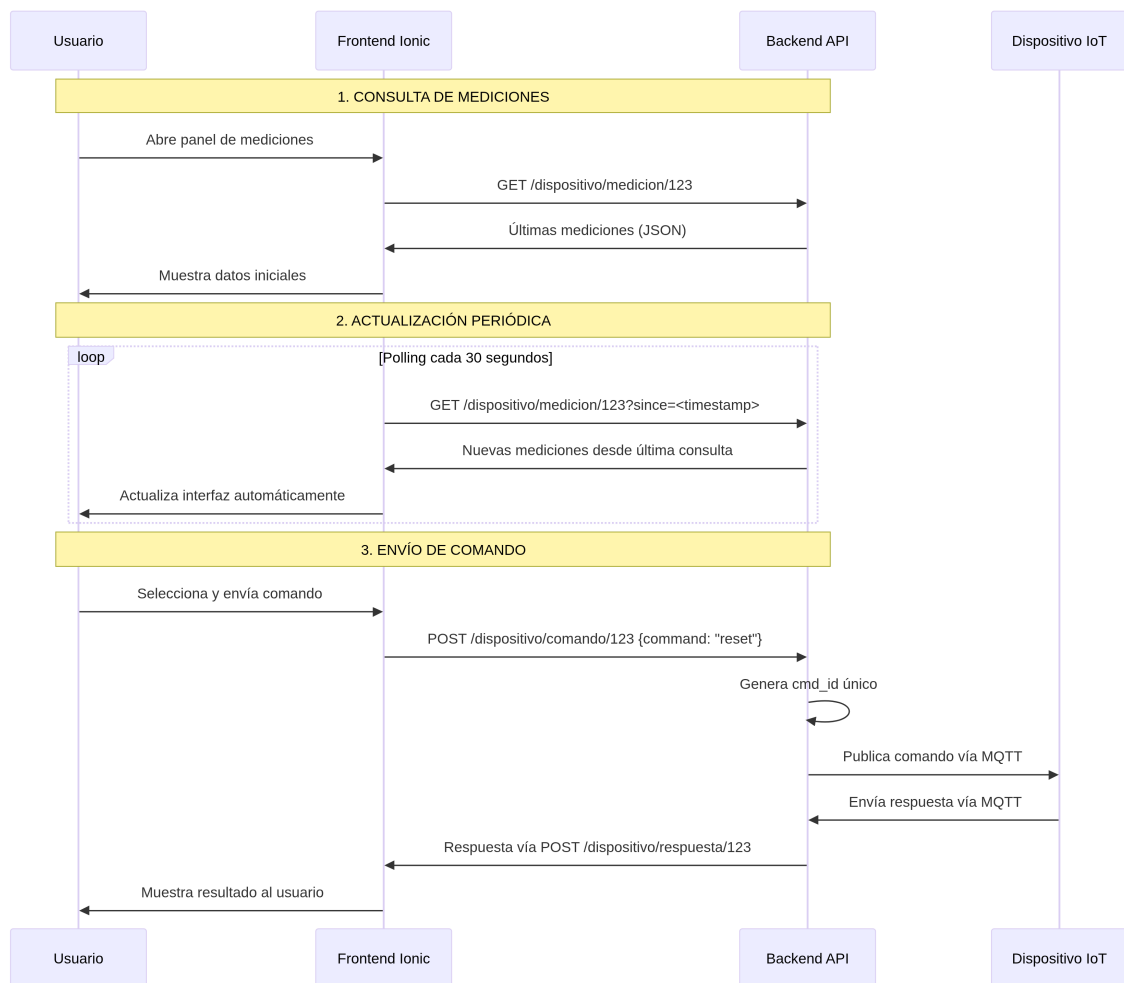 Usuario
Frontend Ionic
Backend API
Dispositivo IoT
1. CONSULTA DE MEDICIONES
Abre panel de mediciones
GET /dispositivo/medicion/123
Últimas mediciones (JSON)
Muestra datos iniciales
2. ACTUALIZACIÓN PERIÓDICA
loop
[Polling cada 30 segundos]
GET /dispositivo/medicion/123?since=<timestamp>
Nuevas mediciones desde última consulta
Actualiza interfaz automáticamente
3. ENVÍO DE COMANDO
Selecciona y envía comando
POST /dispositivo/comando/123 {command: "reset"}
Genera cmd_id único
Publica comando vía MQTT
Envía respuesta vía MQTT
Respuesta vía POST /dispositivo/respuesta/123
Muestra resultado al usuario
Usuario
Frontend Ionic
Backend API
Dispositivo IoT